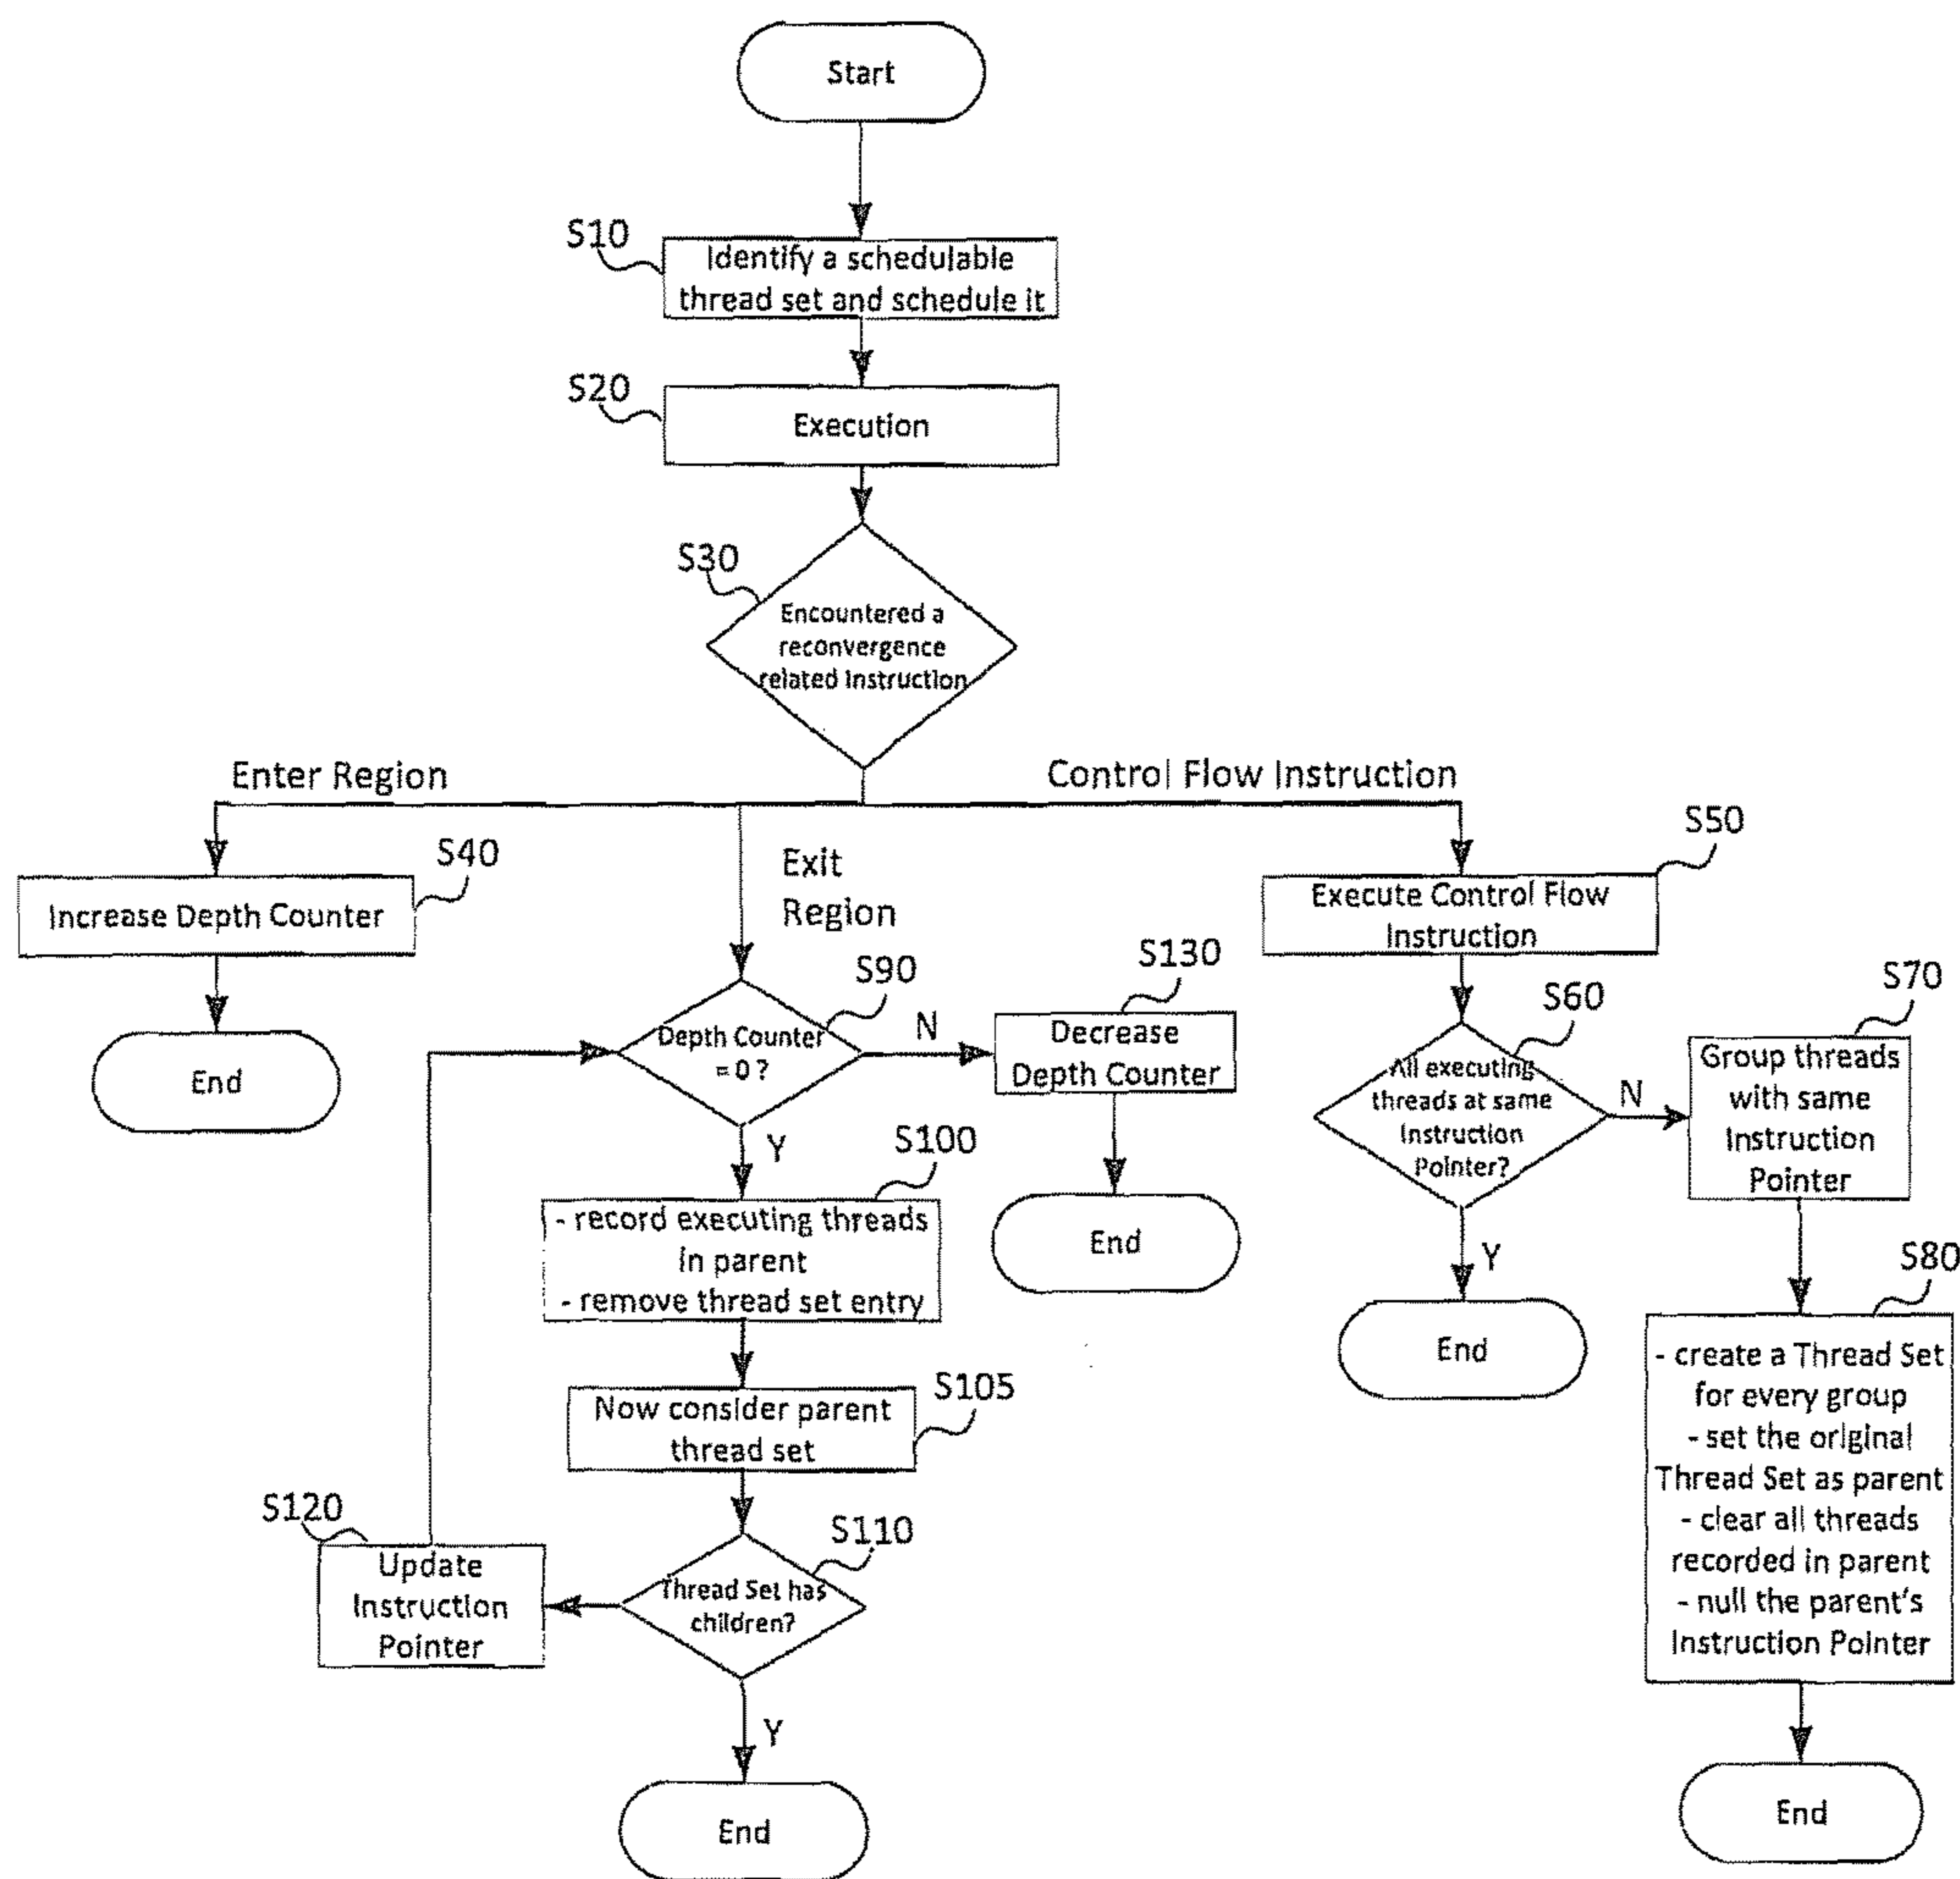 Start
S10
Identify a schedulable
thread set and schedule it
S20
Execution
S30
Encountered a
reconvergence
related Instruction
Enter Region
Exit
Region
Control Flow Instruction
S40
Increase Depth Counter
End
S90
Depth Counter
= 0 ?
N
S130
Decrease
Depth Counter
End
Y
S100
- record executing threads
in parent
- remove thread set entry
S105
Now consider parent
thread set
S110
Thread Set has
children?
S120
Update
Instruction
Pointer
Y
End
S50
Execute Control Flow
Instruction
S60
All executing
threads at same
Instruction
Pointer?
Y
End
N
S70
Group threads
with same
Instruction
Pointer
S80
- create a Thread Set
for every group
- set the original
Thread Set as parent
- clear all threads
recorded in parent
- null the parent's
Instruction Pointer
End